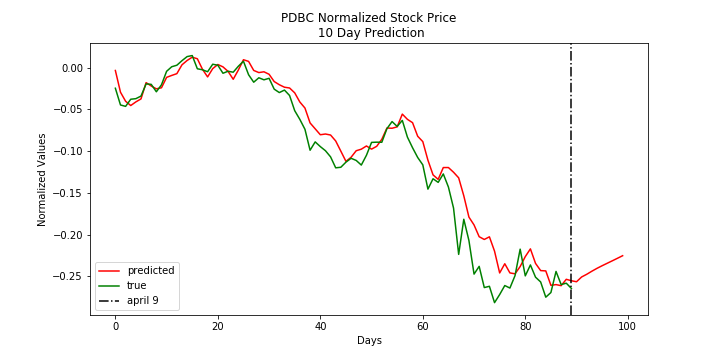 PDBC Normalized Stock Price
10 Day Prediction
0.00
−0.05
−0.10
−0.15
−0.20
−0.25
Normalized Values
predicted
true
april 9
0 20 40 60 80 100
Days